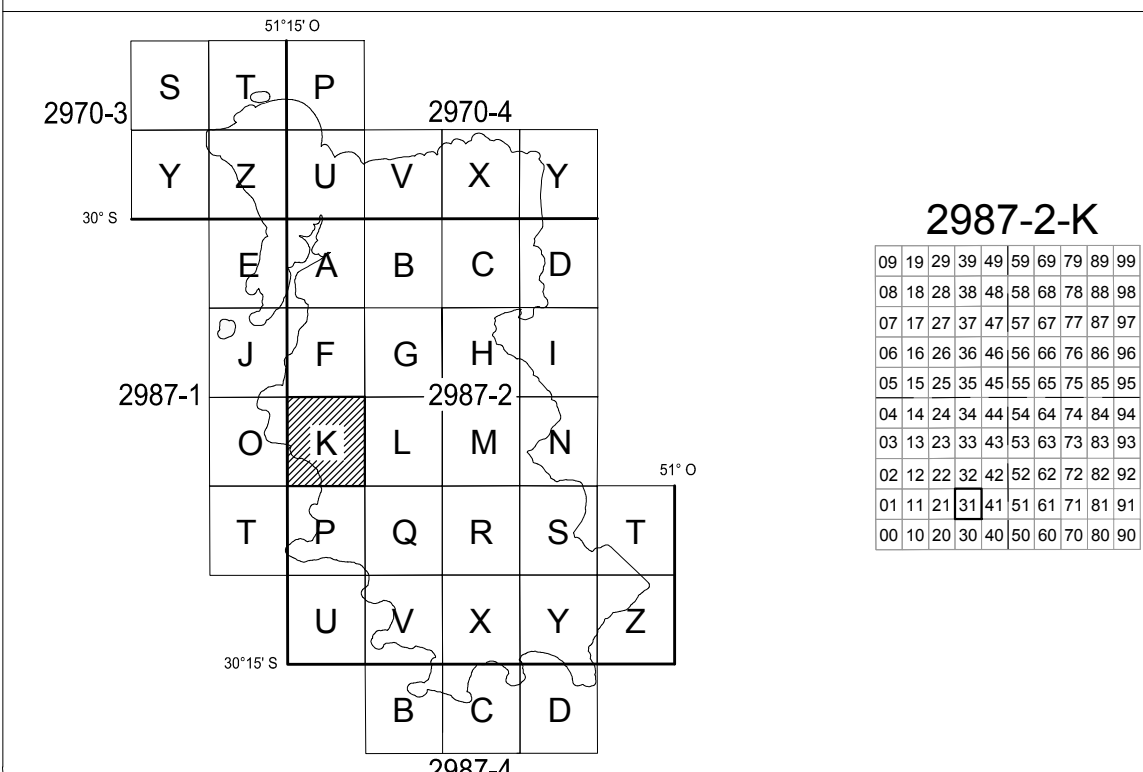 51°15' O
S T P
2970-3
2970-4
Y Z U V X Y
30° S
E A B C D
J F G H I
2987-1
2987-2
O K L M N
51° O
T P Q R S T
U V X Y Z
30°15' S
B C D
2987-4
2987-2-K
09 19 29 39 49 59 69 79 89 99
08 18 28 38 48 58 68 78 88 98
07 17 27 37 47 57 67 77 87 97
06 16 26 36 46 56 66 76 86 96
05 15 25 35 45 55 65 75 85 95
04 14 24 34 44 54 64 74 84 94
03 13 23 33 43 53 63 73 83 93
02 12 22 32 42 52 62 72 82 92
01 11 21 31 41 51 61 71 81 91
00 10 20 30 40 50 60 70 80 90